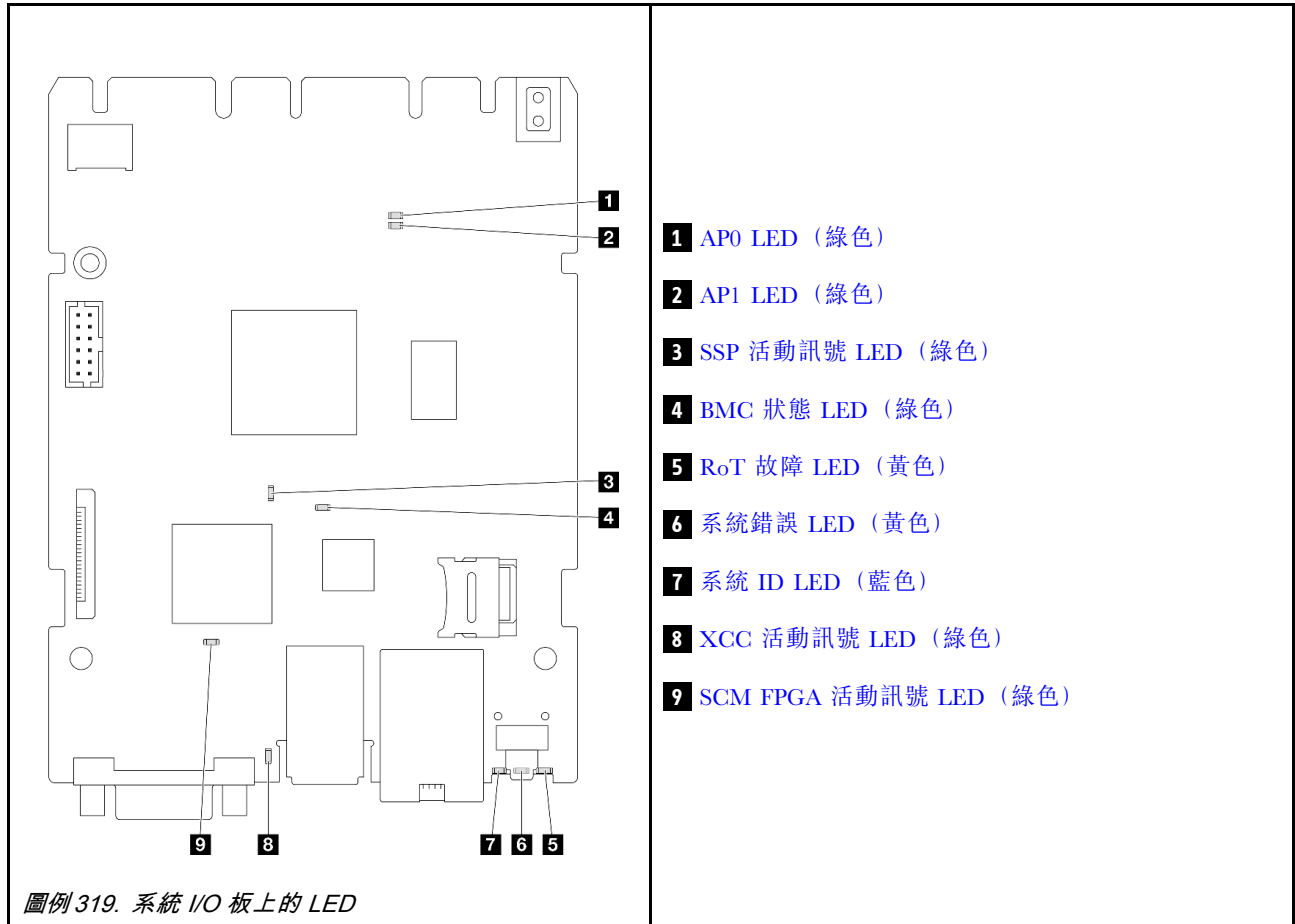 1
2
3
4
9
8
7
6
5
圖例 319. 系統 I/O 板上的 LED
1 AP0 LED（綠色）
2 AP1 LED（綠色）
3 SSP 活動訊號 LED（綠色）
4 BMC 狀態 LED（綠色）
5 RoT 故障 LED（黃色）
6 系統錯誤 LED（黃色）
7 系統 ID LED（藍色）
8 XCC 活動訊號 LED（綠色）
9 SCM FPGA 活動訊號 LED（綠色）